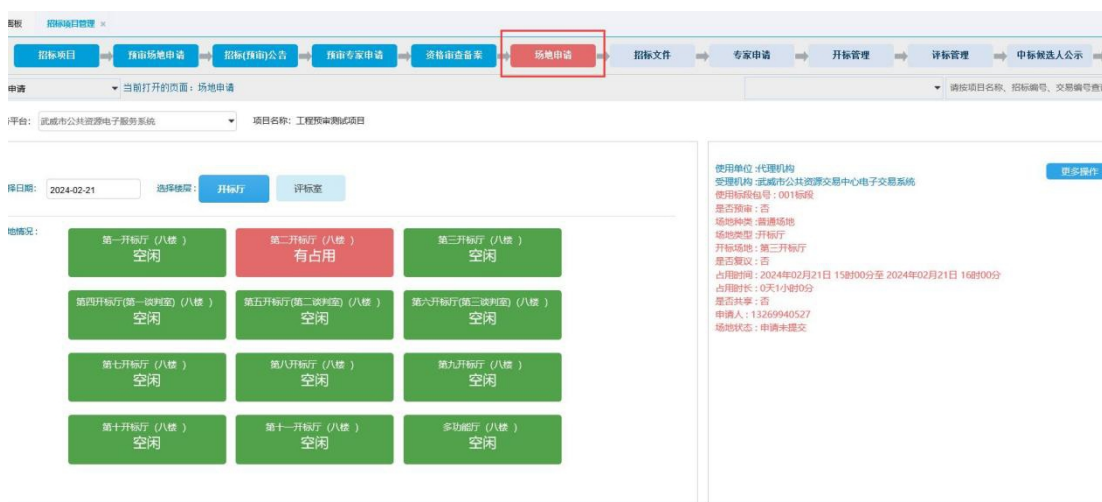 面板 招标项目管理 ×
招标项目 预审场地申请 招标(预审)公告 预审专家申请 资格审查备案 场地申请 招标文件 专家申请 开标管理 评标管理 中标候选人公示
申请 当前打开的页面：场地申请 请按项目名称、招标编号、交易编号查
平台： 武威市公共资源电子服务系统 项目名称：工程预审测试项目
择日期： 2024-02-21 选择楼层： 开标厅 评标室
地情况：
第一开标厅（八楼 ）
空闲
第二开标厅（八楼 ）
有占用
第三开标厅（八楼 ）
空闲
第四开标厅(第一谈判室)（八楼 ）
空闲
第五开标厅(第二谈判室)（八楼 ）
空闲
第六开标厅(第三谈判室)（八楼 ）
空闲
第七开标厅（八楼 ）
空闲
第八开标厅（八楼 ）
空闲
第九开标厅（八楼 ）
空闲
第十开标厅（八楼 ）
空闲
第十一开标厅（八楼 ）
空闲
多功能厅（八楼 ）
空闲
使用单位 :代理机构
更多操作
受理机构 :武威市公共资源交易中心电子交易系统
使用标段包号 : 001标段
是否预审 : 否
场地种类 :普通场地
场地类型 :开标厅
开标场地 : 第三开标厅
是否复议 : 否
占用时间 : 2024年02月21日 15时00分至 2024年02月21日 16时00分
占用时长 : 0天1小时0分
是否共享 : 否
申请人 : 13269940527
场地状态 : 申请未提交